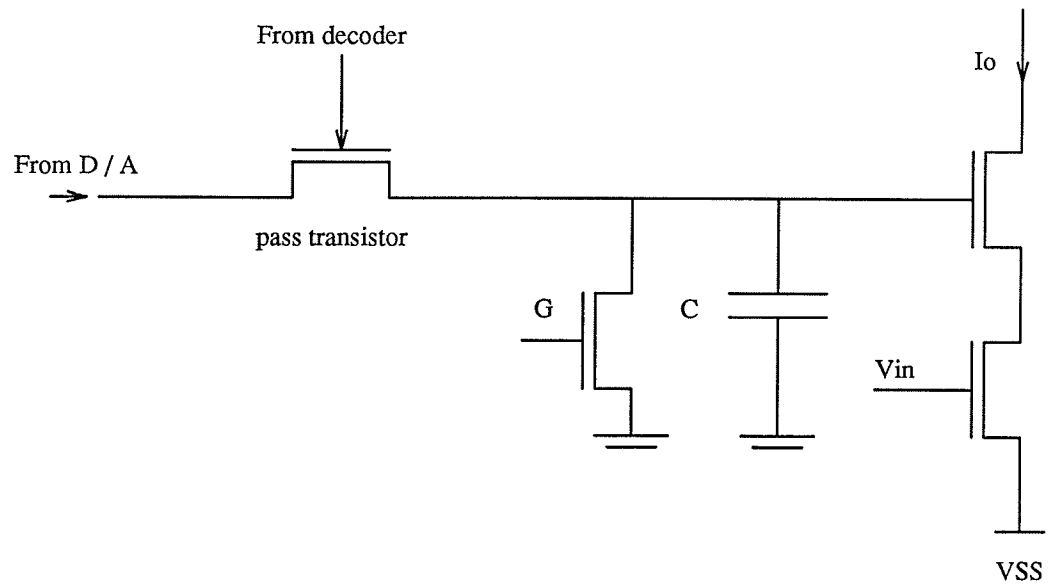 From decoder
Io
From D / A
pass transistor
G
C
Vin
VSS